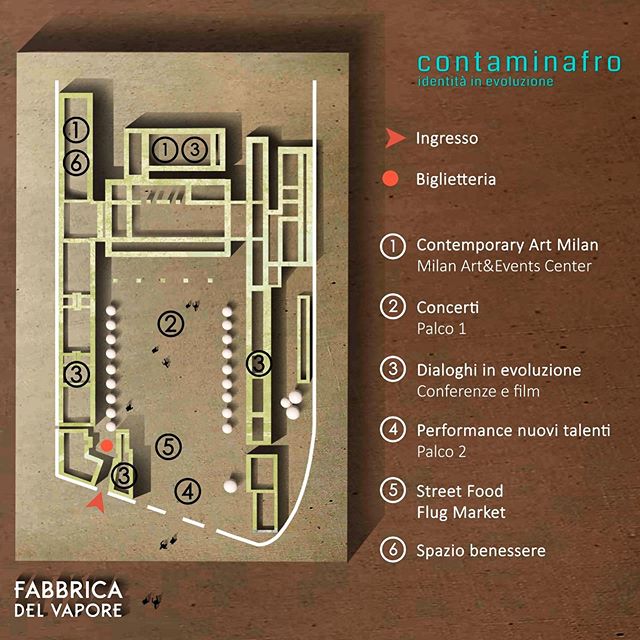 contaminafro
identità in evoluzione
Ingresso
Biglietteria
1 Contemporary Art Milan
Milan Art&Events Center
2 Concerti
Palco 1
3 Dialoghi in evoluzione
Conferenze e film
4 Performance nuovi talenti
Palco 2
5 Street Food
Flug Market
6 Spazio benessere
1
6
1 3
2
3
3
5
3
4
FABBRICA
DEL VAPORE